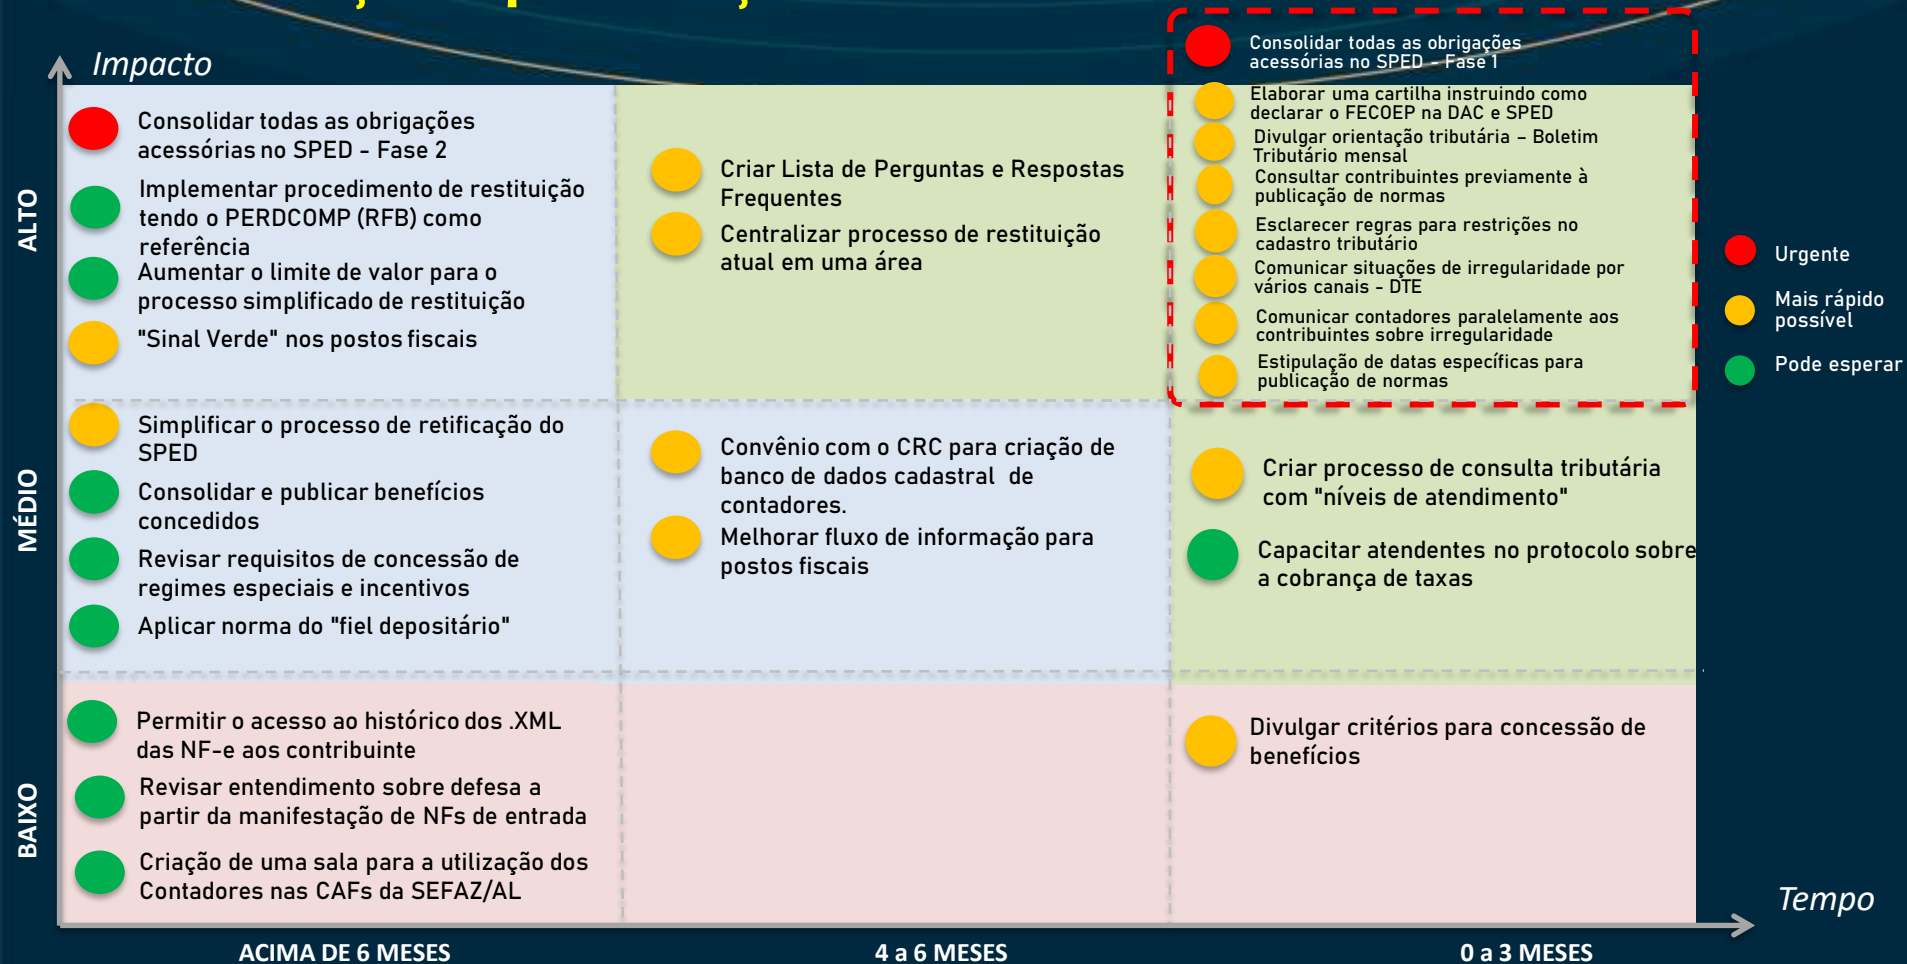 Impacto
ALTO
MÉDIO
BAIXO
Consolidar todas as obrigações
acessórias no SPED - Fase 2
Implementar procedimento de restituição
tendo o PERDCOMP (RFB) como
referência
Aumentar o limite de valor para o
processo simplificado de restituição
"Sinal Verde" nos postos fiscais
Criar Lista de Perguntas e Respostas
Frequentes
Centralizar processo de restituição
atual em uma área
Consolidar todas as obrigações
acessórias no SPED - Fase 1
Elaborar uma cartilha instruindo como
declarar o FECOEP na DAC e SPED
Divulgar orientação tributária – Boletim
Tributário mensal
Consultar contribuintes previamente à
publicação de normas
Esclarecer regras para restrições no
cadastro tributário
Comunicar situações de irregularidade por
vários canais - DTE
Comunicar contadores paralelamente aos
contribuintes sobre irregularidade
Estipulação de datas específicas para
publicação de normas
Urgente
Mais rápido
possível
Pode esperar
Simplificar o processo de retificação do
SPED
Consolidar e publicar benefícios
concedidos
Revisar requisitos de concessão de
regimes especiais e incentivos
Aplicar norma do "fiel depositário"
Convênio com o CRC para criação de
banco de dados cadastral de
contadores.
Melhorar fluxo de informação para
postos fiscais
Criar processo de consulta tributária
com "níveis de atendimento"
Capacitar atendentes no protocolo sobre
a cobrança de taxas
Permitir o acesso ao histórico dos .XML
das NF-e aos contribuinte
Revisar entendimento sobre defesa a
partir da manifestação de NFs de entrada
Criação de uma sala para a utilização dos
Contadores nas CAFs da SEFAZ/AL
Divulgar critérios para concessão de
benefícios
Tempo
ACIMA DE 6 MESES
4 a 6 MESES
0 a 3 MESES